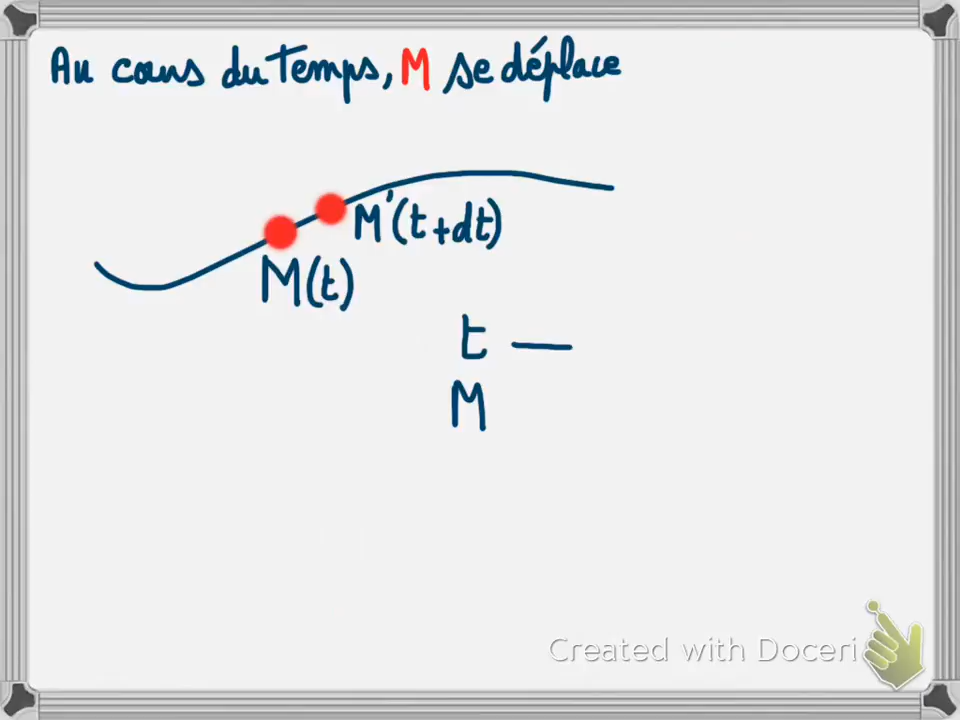 Au cours du Temps, M se déplace
M'(t+dt)
M(t)
t —
M
Created with Doceri